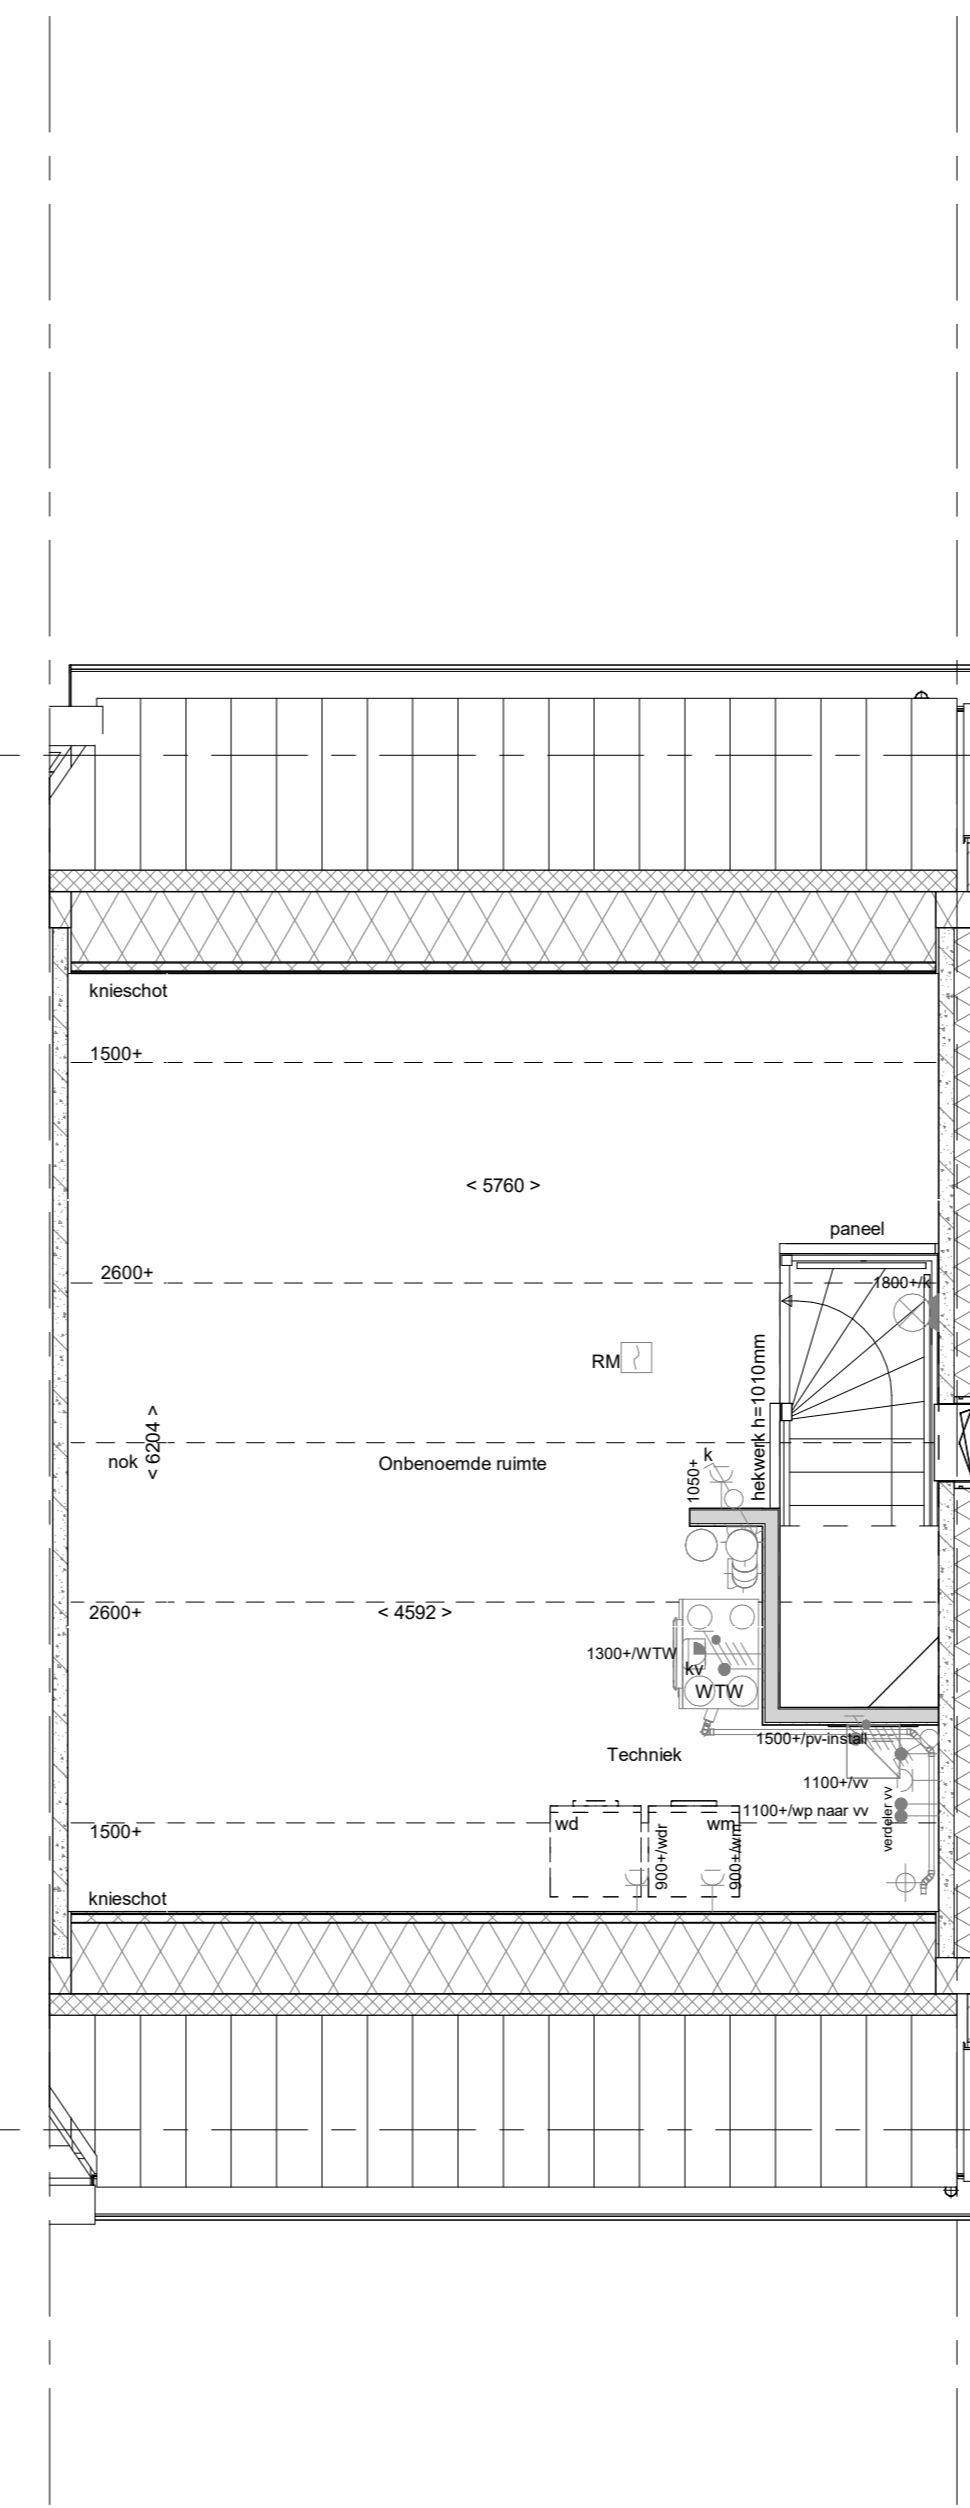 knieschot
1500+
< 5760 >
paneel
2600+
1800+/k
RM
hekwerk h=1010mm
< 6204 >
nok
Onbenoemde ruimte
k
1050+
2600+
< 4592 >
1300+/WTW
kv
WTW
1500+/pv-install
Techniek
1100+/vv
1100+/wp naar vv
verdeler vv
1500+
wd
wm
900+/wdr
900+/wm
knieschot